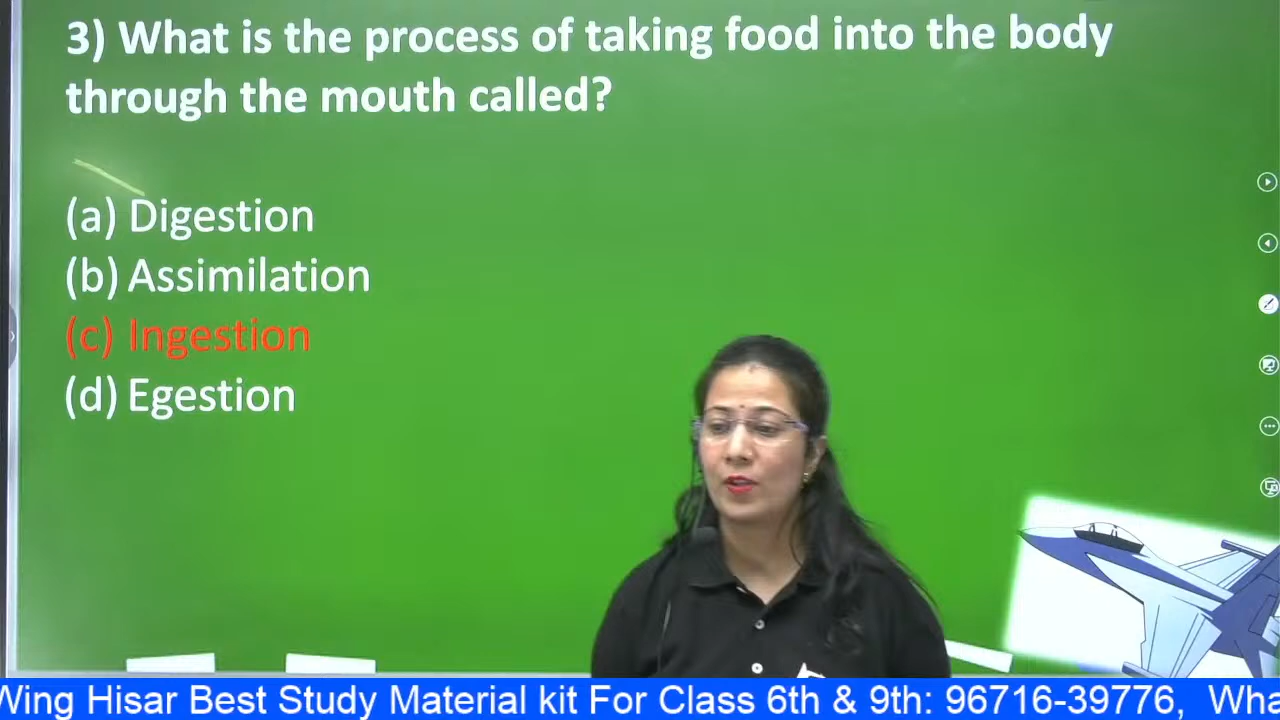 3) What is the process of taking food into the body
through the mouth called?
(a) Digestion
(b) Assimilation
(c) Ingestion
(d) Egestion
Wing Hisar Best Study Material kit For Class 6th & 9th: 96716-39776,